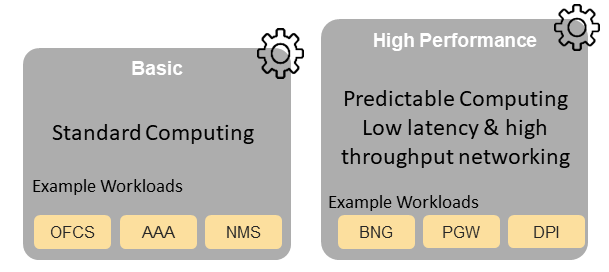 Basic
Standard Computing
Example Workloads
OFCS
AAA
NMS
High Performance
Predictable Computing
Low latency & high
throughput networking
Example Workloads
BNG
PGW
DPI